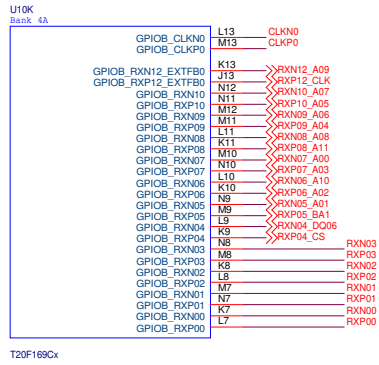 U10K
Bank 4A
GPIOB_CLKN0 L13 CLKN0
GPIOB_CLKP0 M13 CLKP0
GPIOB_RXN12_EXTFB0 K13 RXN12_A09
GPIOB_RXP12_EXTFB0 J13 RXP12_CLK
GPIOB_RXN10 N12 RXN10_A07
GPIOB_RXP10 N11 RXP10_A05
GPIOB_RXN09 M12 RXN09_A06
GPIOB_RXP09 M11 RXP09_A04
GPIOB_RXN08 L11 RXN08_A08
GPIOB_RXP08 K11 RXP08_A11
GPIOB_RXN07 M10 RXN07_A00
GPIOB_RXP07 N10 RXP07_A03
GPIOB_RXN06 L10 RXN06_A10
GPIOB_RXP06 K10 RXP06_A02
GPIOB_RXN05 N9 RXN05_A01
GPIOB_RXP05 M9 RXP05_BA1
GPIOB_RXN04 L9 RXN04_DQ06
GPIOB_RXP04 K9 RXP04_CS
GPIOB_RXN03 N8 RXN03
GPIOB_RXP03 M8 RXP03
GPIOB_RXN02 K8 RXN02
GPIOB_RXP02 L8 RXP02
GPIOB_RXN01 M7 RXN01
GPIOB_RXP01 N7 RXP01
GPIOB_RXN00 K7 RXN00
GPIOB_RXP00 L7 RXP00
T20F169Cx